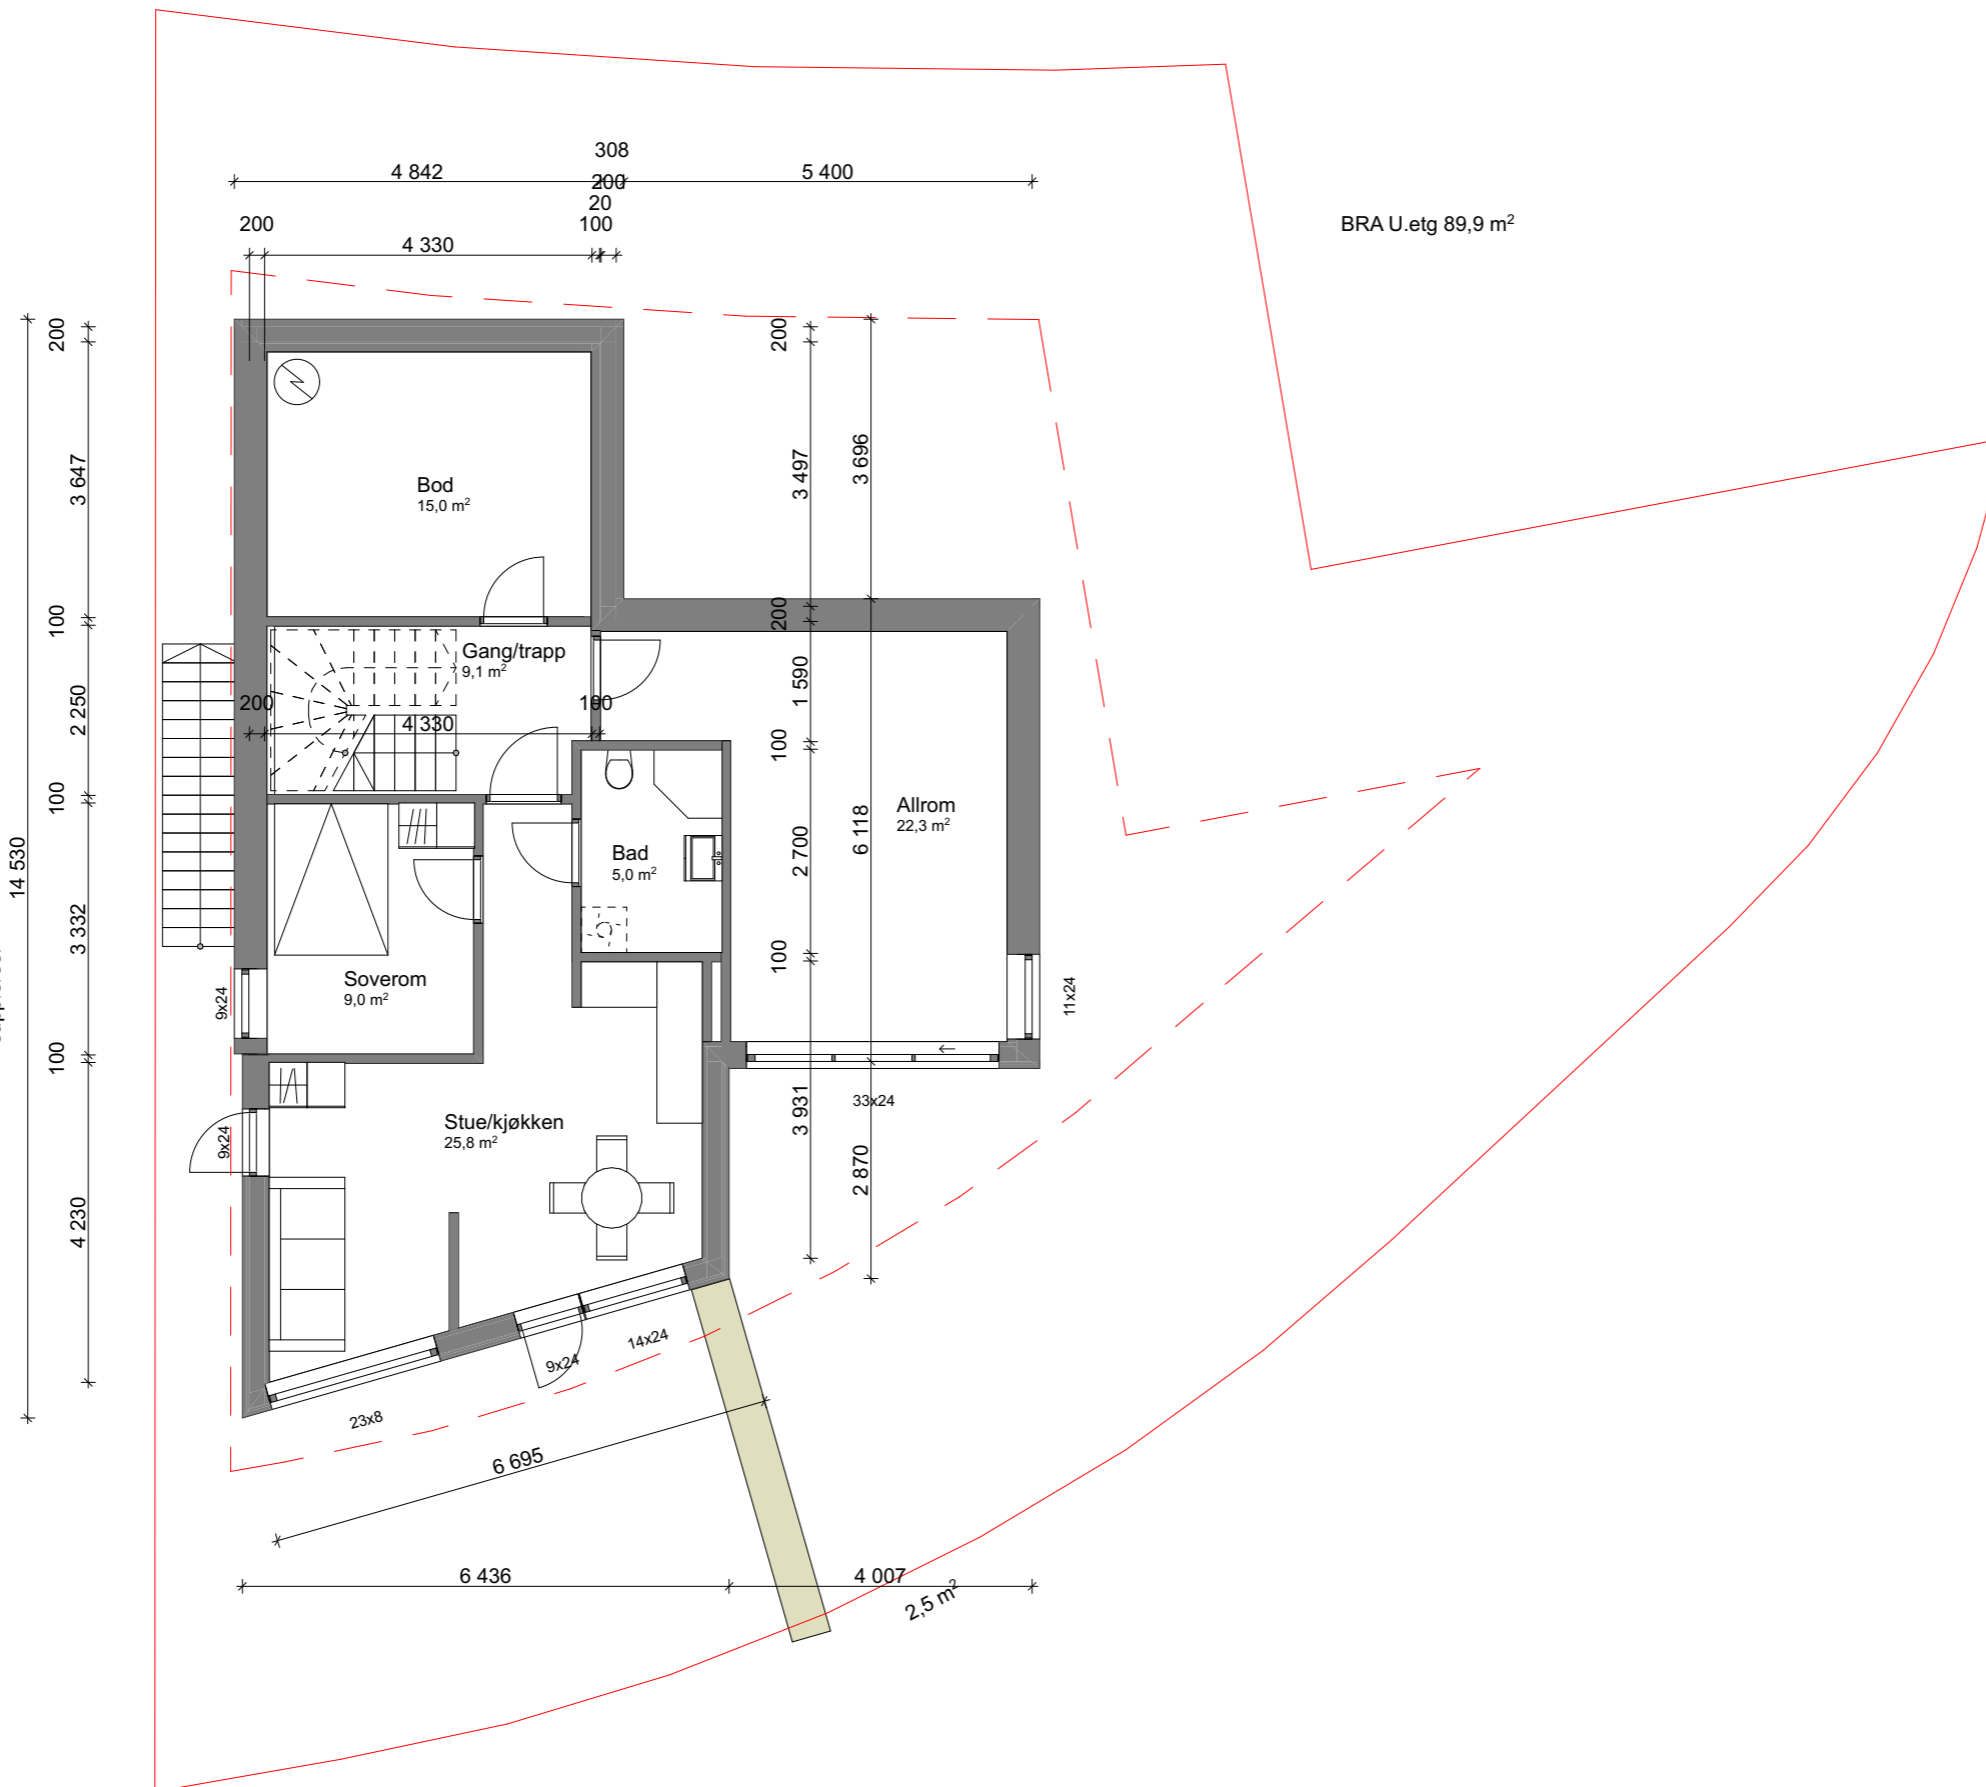 308
4 842
200
5 400
20
200
100
4 330
BRA U.etg 89,9 m²
200
200
3 647
3 497
3 696
Bod
15,0 m²
100
200
Gang/trapp
9,1 m²
1 590
2 250
200
100
4 330
100
100
Allrom
22,3 m²
14 530
6 118
2 700
Bad
5,0 m²
3 332
100
Soverom
9,0 m²
9x24
11x24
100
33x24
3 931
Stue/kjøkken
25,8 m²
9x24
2 870
4 230
14x24
9x24
23x8
6 695
6 436
4 007
2,5 m²